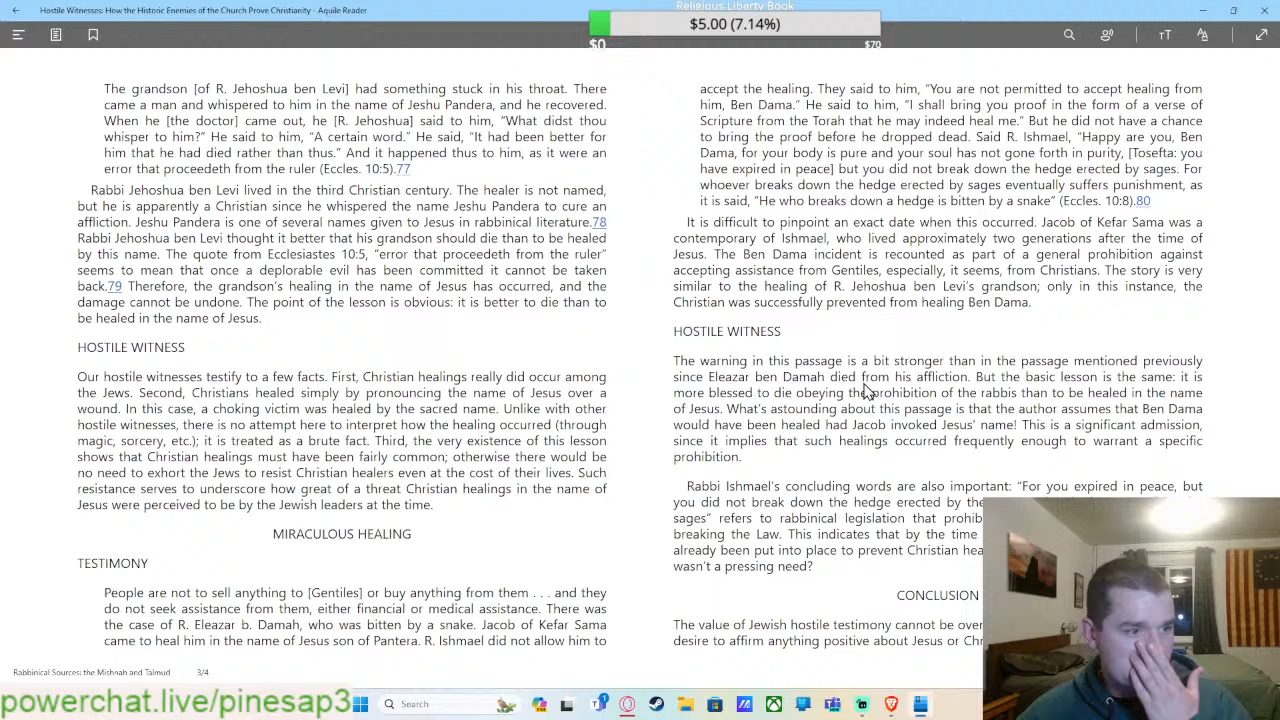 Hostile Witnesses: How the Historic Enemies of the Church Prove Christianity - Aquile Reader
Religious Liberty Book
$5.00 (7.14%)
$0
$70
The grandson [of R. Jehoshua ben Levi] had something stuck in his throat. There
came a man and whispered to him in the name of Jeshu Pandera, and he recovered.
When he [the doctor] came out, he [R. Jehoshua] said to him, “What didst thou
whisper to him?” He said to him, “A certain word.” He said, “It had been better for
him that he had died rather than thus.” And it happened thus to him, as it were an
error that proceedeth from the ruler (Eccles. 10:5).77
Rabbi Jehoshua ben Levi lived in the third Christian century. The healer is not named,
but he is apparently a Christian since he whispered the name Jeshu Pandera to cure an
affliction. Jeshu Pandera is one of several names given to Jesus in rabbinical literature.78
Rabbi Jehoshua ben Levi thought it better that his grandson should die than to be healed
by this name. The quote from Ecclesiastes 10:5, “error that proceedeth from the ruler”
seems to mean that once a deplorable evil has been committed it cannot be taken
back.79 Therefore, the grandson’s healing in the name of Jesus has occurred, and the
damage cannot be undone. The point of the lesson is obvious: it is better to die than to
be healed in the name of Jesus.
HOSTILE WITNESS
Our hostile witnesses testify to a few facts. First, Christian healings really did occur among
the Jews. Second, Christians healed simply by pronouncing the name of Jesus over a
wound. In this case, a choking victim was healed by the sacred name. Unlike with other
hostile witnesses, there is no attempt here to interpret how the healing occurred (through
magic, sorcery, etc.); it is treated as a brute fact. Third, the very existence of this lesson
shows that Christian healings must have been fairly common; otherwise there would be
no need to exhort the Jews to resist Christian healers even at the cost of their lives. Such
resistance serves to underscore how great of a threat Christian healings in the name of
Jesus were perceived to be by the Jewish leaders at the time.
MIRACULOUS HEALING
TESTIMONY
People are not to sell anything to [Gentiles] or buy anything from them . . . and they
do not seek assistance from them, either financial or medical assistance. There was
the case of R. Eleazar b. Damah, who was bitten by a snake. Jacob of Kefar Sama
came to heal him in the name of Jesus son of Pantera. R. Ishmael did not allow him to
accept the healing. They said to him, “You are not permitted to accept healing from
him, Ben Dama.” He said to him, “I shall bring you proof in the form of a verse of
Scripture from the Torah that he may indeed heal me.” But he did not have a chance
to bring the proof before he dropped dead. Said R. Ishmael, “Happy are you, Ben
Dama, for your body is pure and your soul has not gone forth in purity, [Tosefta: you
have expired in peace] but you did not break down the hedge erected by sages. For
whoever breaks down the hedge erected by sages eventually suffers punishment, as
it is said, “He who breaks down a hedge is bitten by a snake” (Eccles. 10:8).80
It is difficult to pinpoint an exact date when this occurred. Jacob of Kefar Sama was a
contemporary of Ishmael, who lived approximately two generations after the time of
Jesus. The Ben Dama incident is recounted as part of a general prohibition against
accepting assistance from Gentiles, especially, it seems, from Christians. The story is very
similar to the healing of R. Jehoshua ben Levi’s grandson; only in this instance, the
Christian was successfully prevented from healing Ben Dama.
HOSTILE WITNESS
The warning in this passage is a bit stronger than in the passage mentioned previously
since Eleazar ben Damah died from his affliction. But the basic lesson is the same: it is
more blessed to die obeying the prohibition of the rabbis than to be healed in the name
of Jesus. What’s astounding about this passage is that the author assumes that Ben Dama
would have been healed had Jacob invoked Jesus’ name! This is a significant admission,
since it implies that such healings occurred frequently enough to warrant a specific
prohibition.
Rabbi Ishmael’s concluding words are also important: “For you expired in peace, but
you did not break down the hedge erected by the
sages” refers to rabbinical legislation that prohib
breaking the Law. This indicates that by the time
already been put into place to prevent Christian hea
wasn’t a pressing need?
CONCLUSION
The value of Jewish hostile testimony cannot be over
desire to affirm anything positive about Jesus or Chr
Rabbinical Sources: the Mishnah and Talmud 3/4
powerchat.live/pinesap3
Search